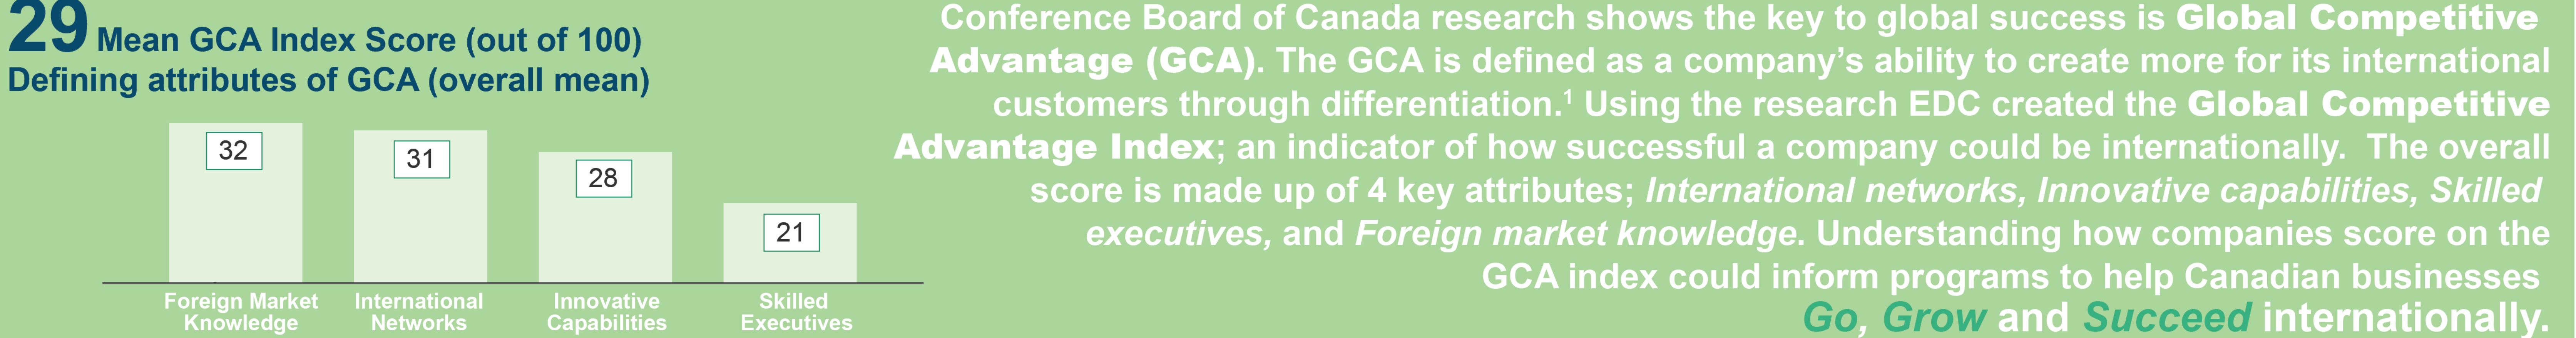 29 Mean GCA Index Score (out of 100)
Defining attributes of GCA (overall mean)
32
31
28
21
Foreign Market
Knowledge
International
Networks
Innovative
Capabilities
Skilled
Executives
Conference Board of Canada research shows the key to global success is Global Competitive
Advantage (GCA). The GCA is defined as a company's ability to create more for its international
customers through differentiation.¹ Using the research EDC created the Global Competitive
Advantage Index; an indicator of how successful a company could be internationally. The overall
score is made up of 4 key attributes; International networks, Innovative capabilities, Skilled
executives, and Foreign market knowledge. Understanding how companies score on the
GCA index could inform programs to help Canadian businesses
Go, Grow and Succeed internationally.